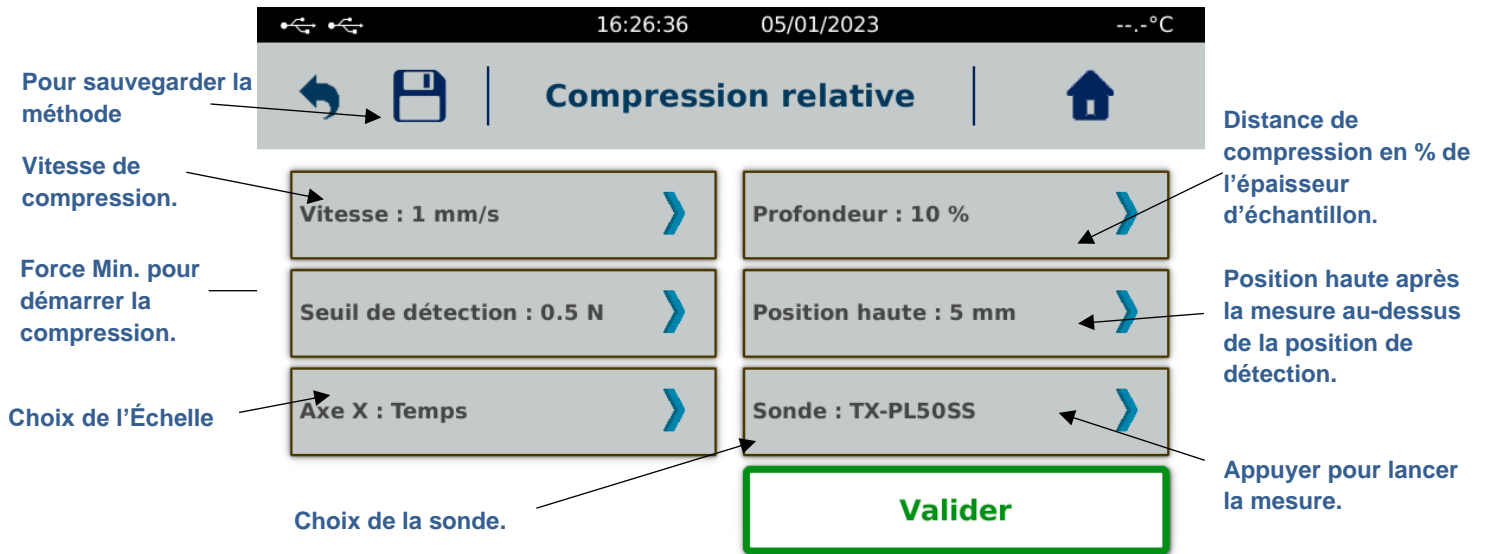 16:26:36 05/01/2023 --.-°C
Pour sauvegarder la
méthode
Compression relative
Vitesse de
compression.
Distance de
compression en % de
l’épaisseur
d’échantillon.
Vitesse : 1 mm/s
Profondeur : 10 %
Force Min. pour
démarrer la
compression.
Seuil de détection : 0.5 N
Position haute : 5 mm
Position haute après
la mesure au-dessus
de la position de
détection.
Choix de l’Échelle
Axe X : Temps
Sonde : TX-PL50SS
Choix de la sonde.
Valider
Appuyer pour lancer
la mesure.